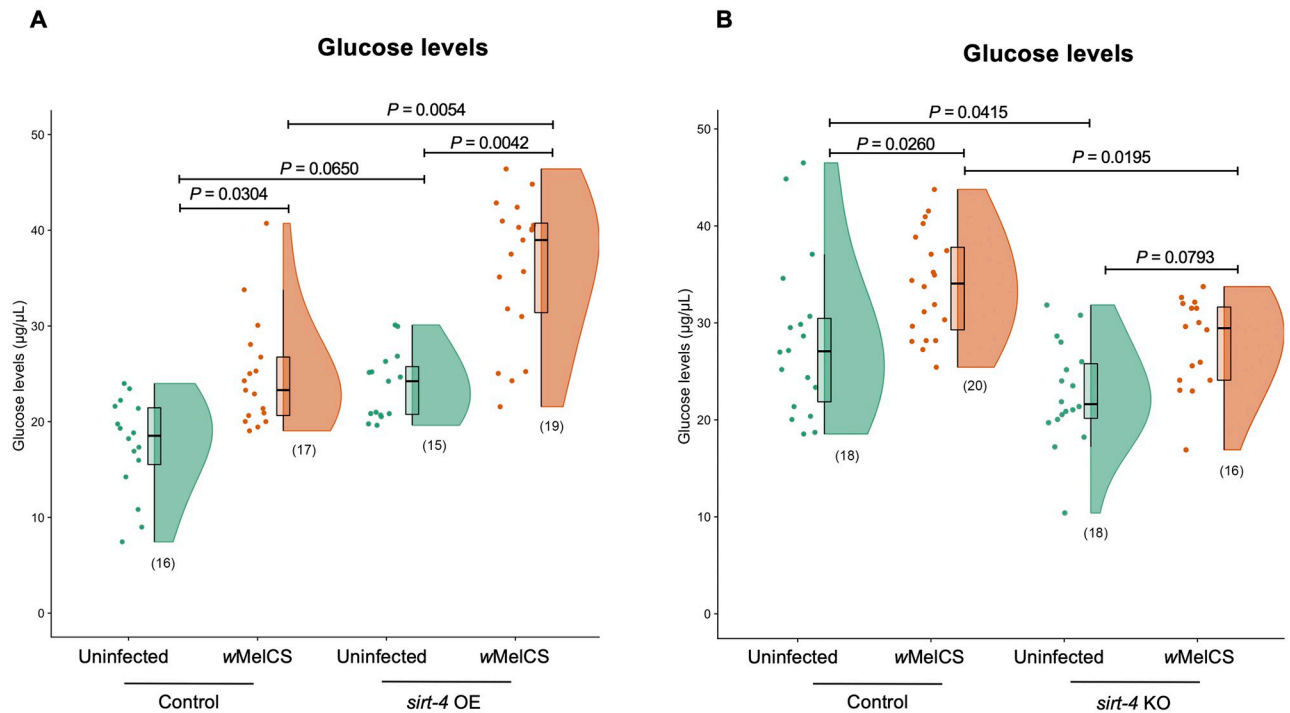 A
Glucose levels
P = 0.0054
P = 0.0042
P = 0.0650
P = 0.0304
50
40
30
20
10
0
Glucose levels (µg/µL)
(16)
(17)
(15)
(19)
Uninfected
wMelCS
Uninfected
wMelCS
Control
sirt-4 OE
B
Glucose levels
P = 0.0415
P = 0.0260
P = 0.0195
P = 0.0793
50
40
30
20
10
0
Glucose levels (µg/µL)
(18)
(20)
(18)
(16)
Uninfected
wMelCS
Uninfected
wMelCS
Control
sirt-4 KO